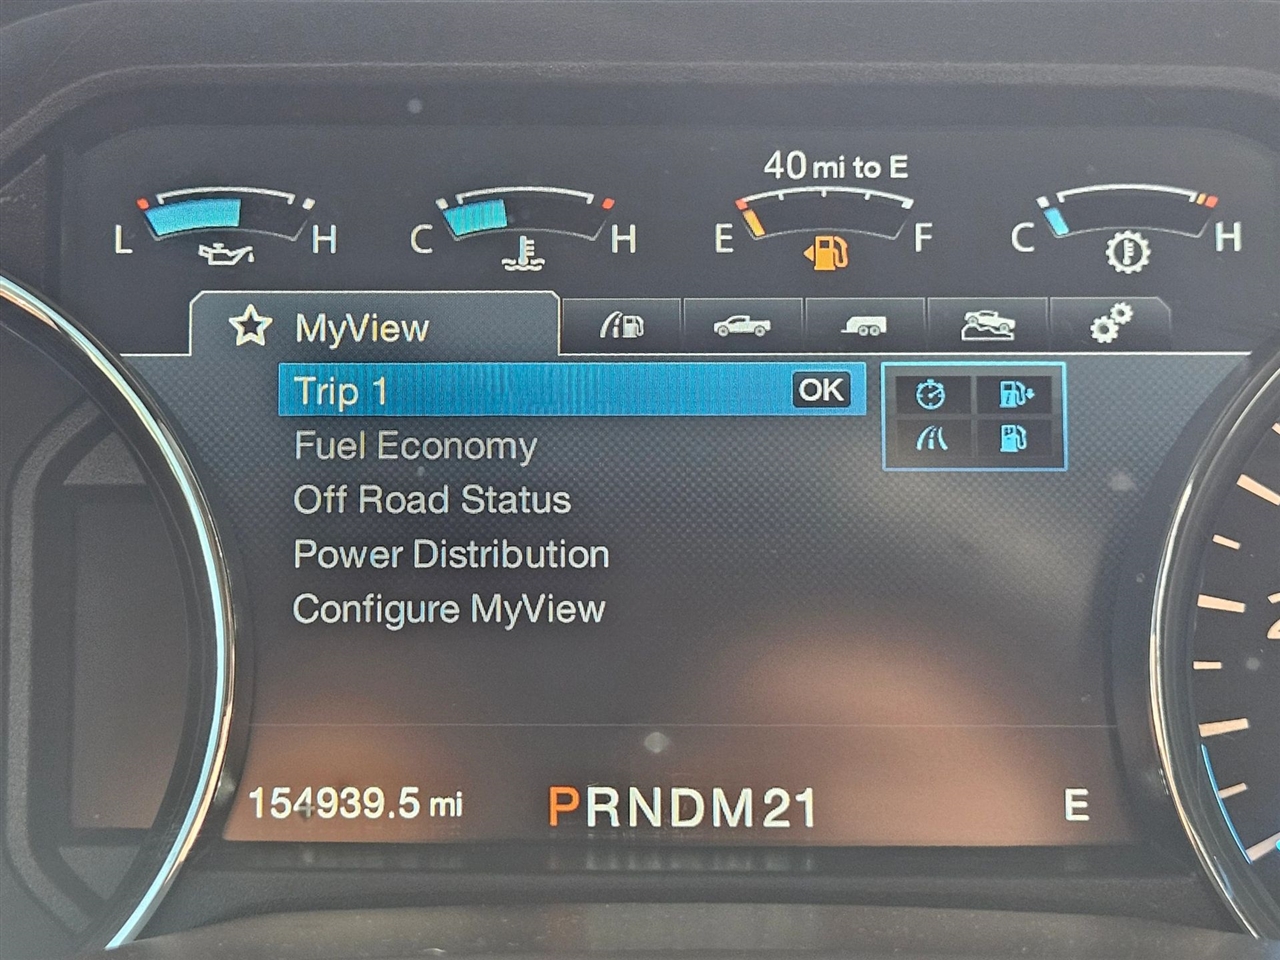 40 mi to E
L H C H E F C H
MyView
Trip 1 OK
Fuel Economy
Off Road Status
Power Distribution
Configure MyView
154939.5 mi PRNDM21 E